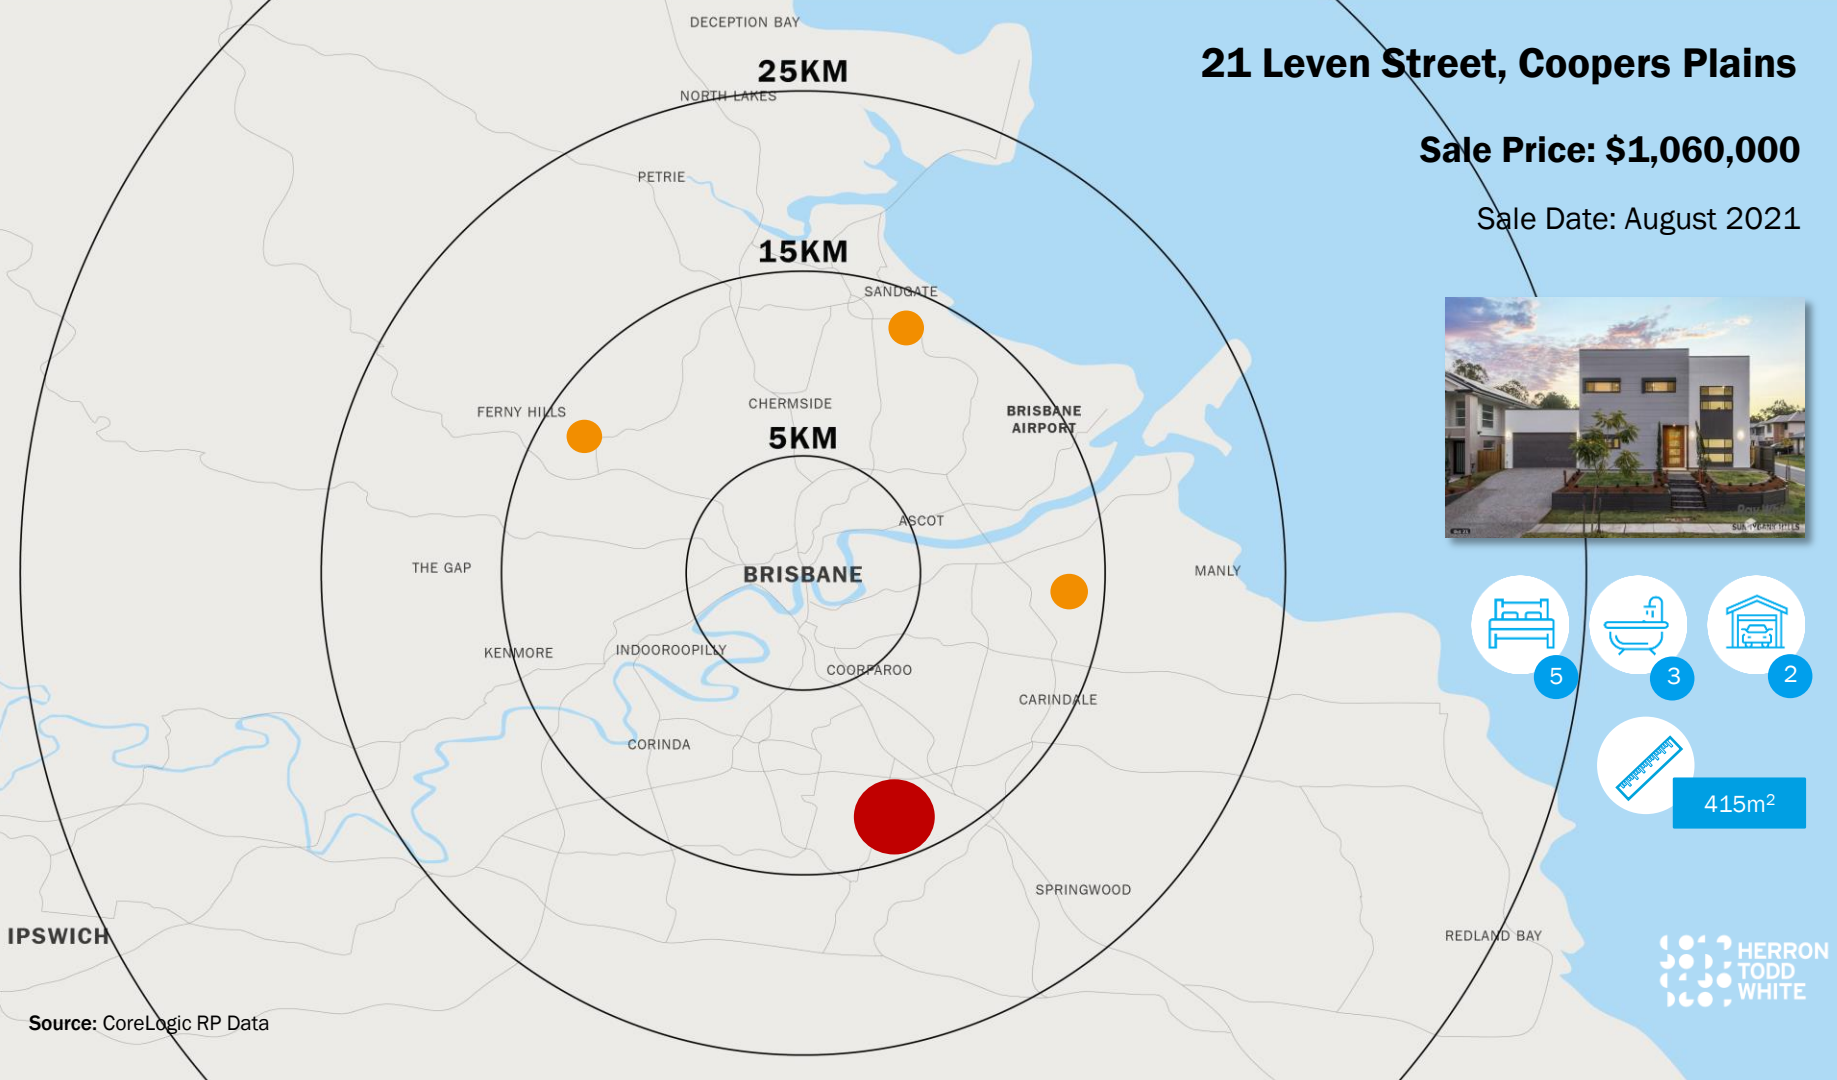 DECEPTION BAY
25KM
NORTH LAKES
21 Leven Street, Coopers Plains
Sale Price: $1,060,000
PETRIE
Sale Date: August 2021
15KM
SANDGATE
FERNY HILLS
CHERMSIDE
BRISBANE
AIRPORT
5KM
ASCOT
THE GAP
BRISBANE
MANLY
KENMORE
INDOOROOPILLY
COORPAROO
CARINDALE
CORINDA
5
3
2
415m²
SPRINGWOOD
IPSWICH
REDLAND BAY
HERRON
TODD
WHITE
Source: CoreLogic RP Data